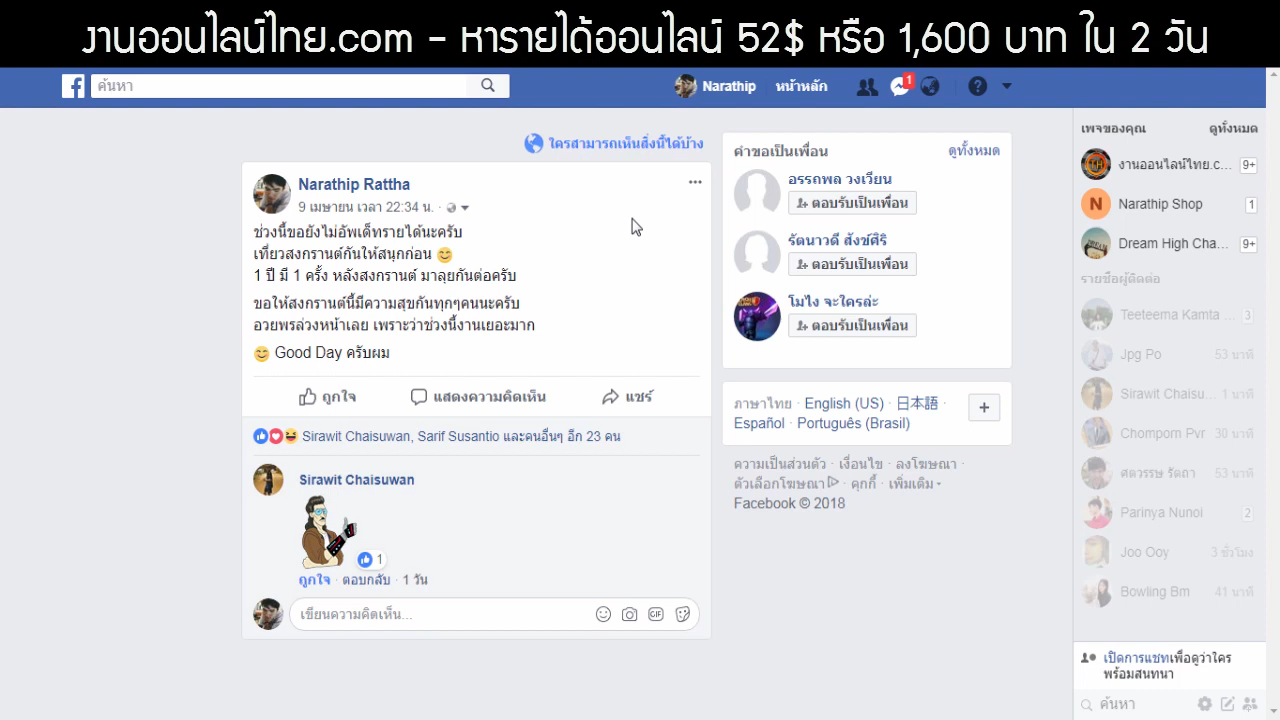 งานออนไลน์ไทย.com - หารายได้ออนไลน์ 52$ หรือ 1,600 บาท ใน 2 วัน
ค้นหา
Narathip
หน้าหลัก
1
ใครสามารถเห็นสิ่งนี้ได้บ้าง
Narathip Rattha
9 เมษายน เวลา 22:34 น.
ช่วงนี้ขอยังไม่อัพเด็ทรายได้นะครับ
เที่ยวสงกรานต์กันให้สนุกก่อน 😊
1 ปี มี 1 ครั้ง หลังสงกรานต์ มาลุยกันต่อครับ
ขอให้สงกรานต์นี้มีความสุขกันทุกๆคนนะครับ
อวยพรล่วงหน้าเลย เพราะว่าช่วงนี้งานเยอะมาก
😊 Good Day ครับผม
ถูกใจ
แสดงความคิดเห็น
แชร์
Sirawit Chaisuwan, Sarif Susantio และคนอื่นๆ อีก 23 คน
Sirawit Chaisuwan
1
ถูกใจ · ตอบกลับ · 1 วัน
เขียนความคิดเห็น...
GIF
คำขอเป็นเพื่อน
ดูทั้งหมด
อรรถพล วงเวียน
ตอบรับเป็นเพื่อน
รัตนาวดี สังข์ศิริ
ตอบรับเป็นเพื่อน
โมไง จะใครล่ะ
ตอบรับเป็นเพื่อน
ภาษาไทย · English (US) · 日本語 ·
Español · Português (Brasil)
ความเป็นส่วนตัว · เงื่อนไข · ลงโฆษณา ·
ตัวเลือกโฆษณา · คุกกี้ · เพิ่มเติม
Facebook © 2018
เพจของคุณ
ดูทั้งหมด
งานออนไลน์ไทย.c... 9+
Narathip Shop 1
Dream High Cha... 9+
รายชื่อผู้ติดต่อ
Teeteema Kamta ... 3
Jpg Po 53 นาที
Sirawit Chaisu... 1 นาที
Chomporn Pvr 30 นาที
ศตวรรษ รัตถา 53 นาที
Parinya Nunoi 2
Joo Ooy 3 ชั่วโมง
Bowling Bm 41 นาที
เปิดการแชทเพื่อดูว่าใคร
พร้อมสนทนา
ค้นหา